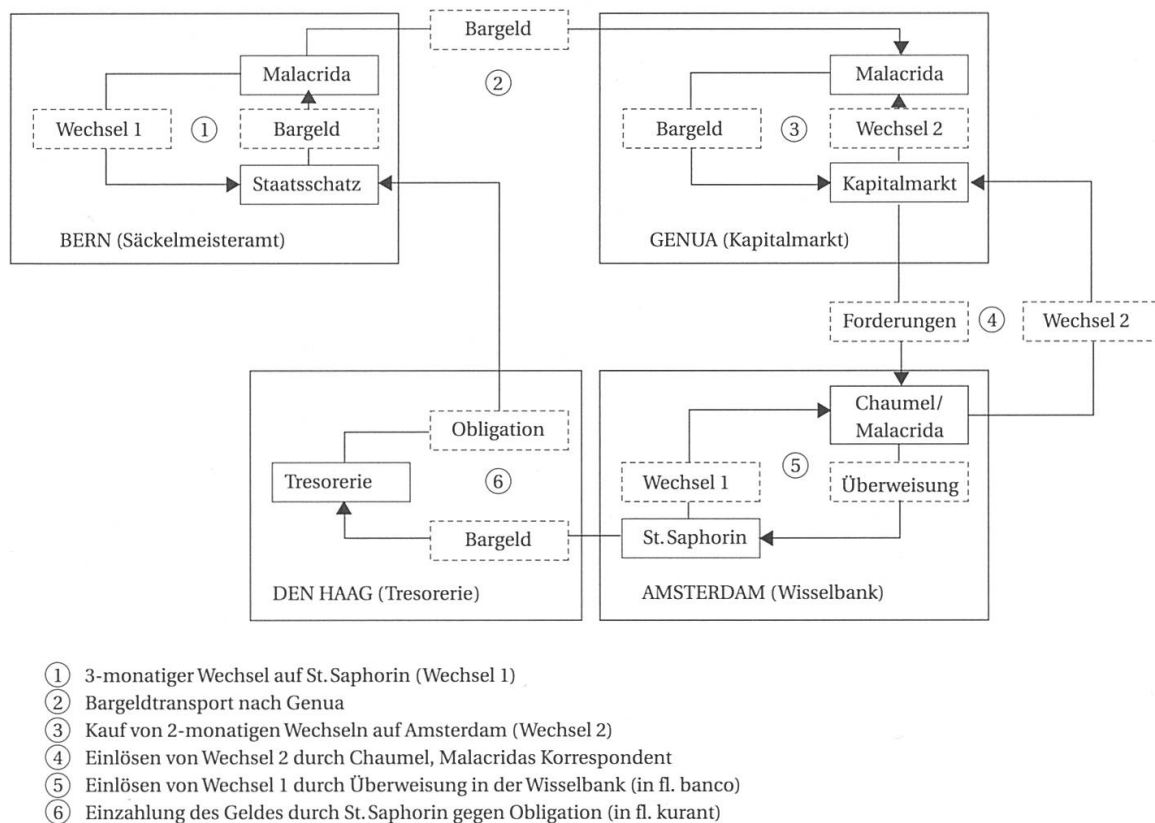 Bargeld
②
Malacrida
Wechsel 1
①
Bargeld
Staatsschatz
BERN (Säckelmeisteramt)
Malacrida
Bargeld
③
Wechsel 2
Kapitalmarkt
GENUA (Kapitalmarkt)
Forderungen
④
Wechsel 2
Obligation
Tresorerie
⑥
Bargeld
DEN HAAG (Tresorerie)
Chaumel/
Malacrida
⑤
Wechsel 1
Überweisung
St. Saphorin
AMSTERDAM (Wisselbank)
① 3-monatiger Wechsel auf St. Saphorin (Wechsel 1)
② Bargeldtransport nach Genua
③ Kauf von 2-monatigen Wechseln auf Amsterdam (Wechsel 2)
④ Einlösen von Wechsel 2 durch Chaumel, Malacridas Korrespondent
⑤ Einlösen von Wechsel 1 durch Überweisung in der Wisselbank (in fl. banco)
⑥ Einzahlung des Geldes durch St. Saphorin gegen Obligation (in fl. kurant)